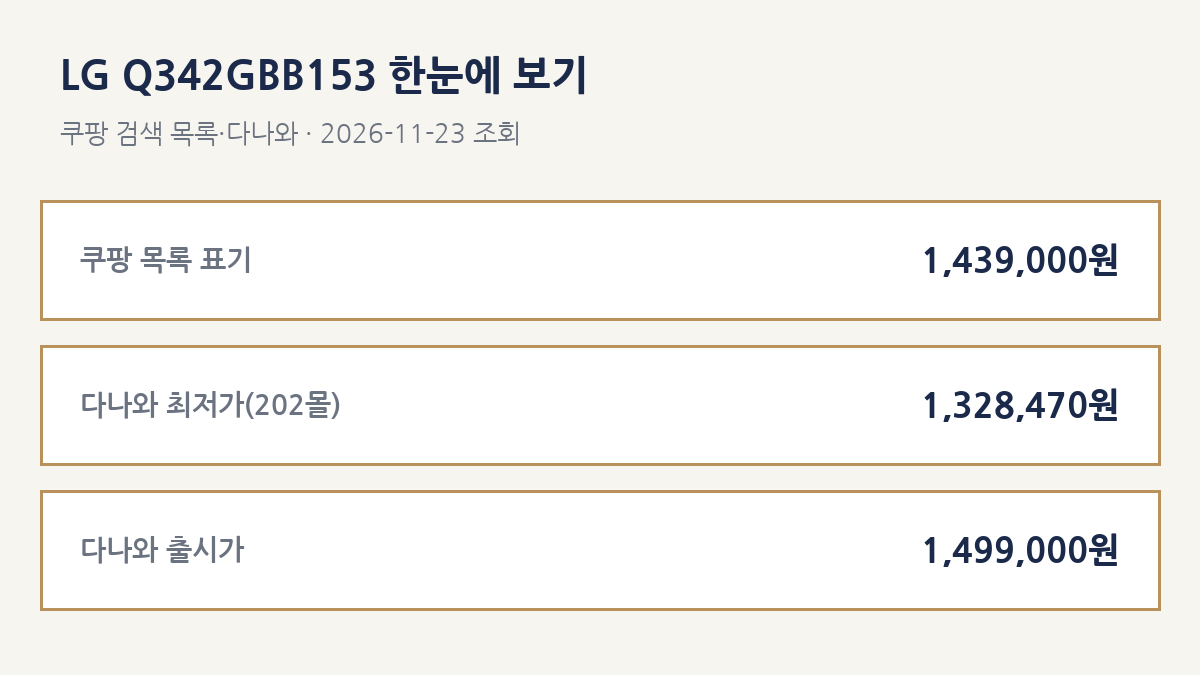 LG Q342GBB153 한눈에 보기
쿠팡 검색 목록·다나와 · 2026-11-23 조회
쿠팡 목록 표기 1,439,000원
다나와 최저가(202몰) 1,328,470원
다나와 출시가 1,499,000원